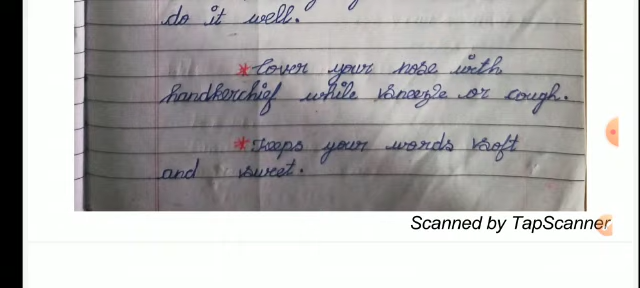 do it well.
* Cover your nose with
handkerchief while sneezle or cough.
* Keeps your words soft
and sweet.
Scanned by TapScanner